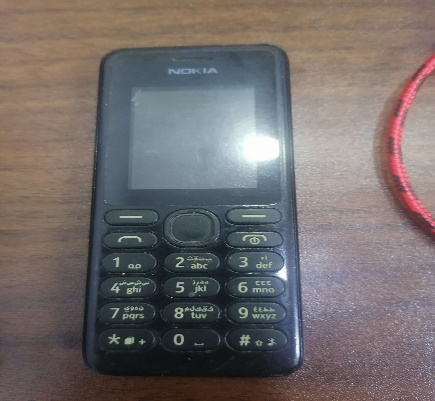 NOKIA
1
2 abc
3 def
4 ghi
5 jkl
6 mno
7 pqrs
8 tuv
9 wxyz
* +
0
#